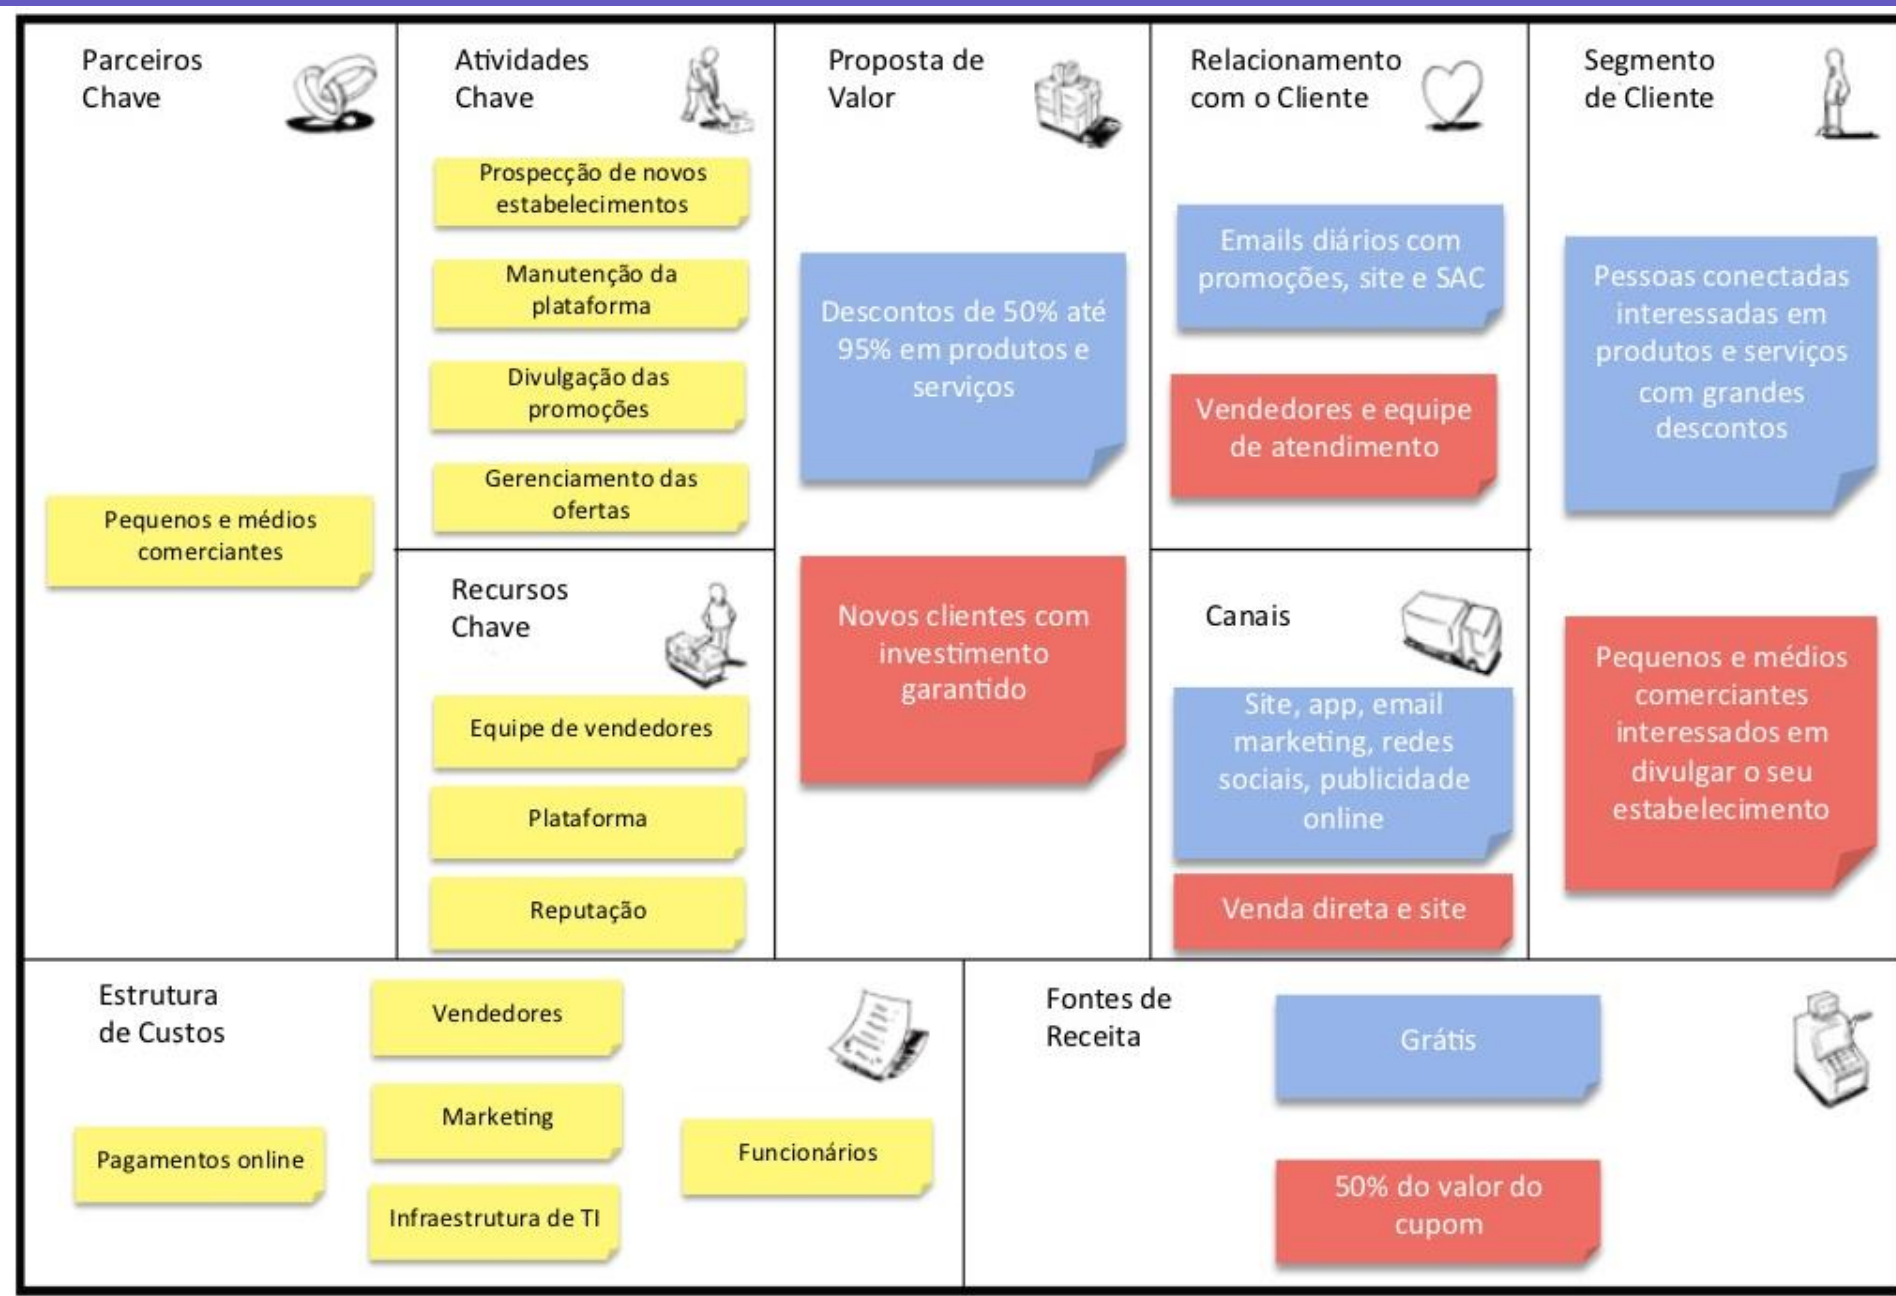 Parceiros
Chave
Pequenos e médios
comerciantes
Atividades
Chave
Prospecção de novos
estabelecimentos
Manutenção da
plataforma
Divulgação das
promoções
Gerenciamento das
ofertas
Recursos
Chave
Equipe de vendedores
Plataforma
Reputação
Proposta de
Valor
Descontos de 50% até
95% em produtos e
serviços
Novos clientes com
investimento
garantido
Relacionamento
com o Cliente
Emails diários com
promoções, site e SAC
Vendedores e equipe
de atendimento
Canais
Site, app, email
marketing, redes
sociais, publicidade
online
Venda direta e site
Segmento
de Cliente
Pessoas conectadas
interessadas em
produtos e serviços
com grandes
descontos
Pequenos e médios
comerciantes
interessados em
divulgar o seu
estabelecimento
Estrutura
de Custos
Pagamentos online
Vendedores
Marketing
Infraestrutura de TI
Funcionários
Fontes de
Receita
Grátis
50% do valor do
cupom